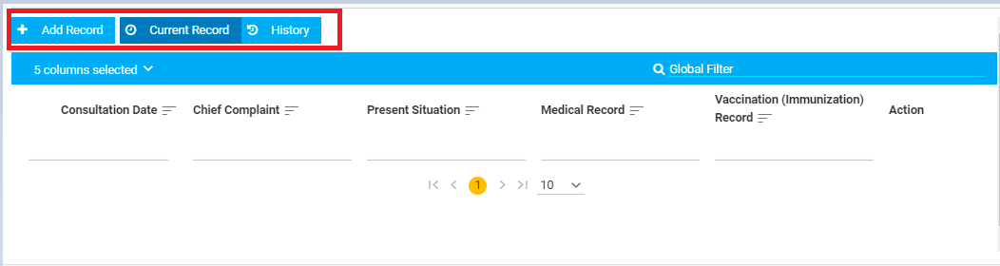 Add Record Current Record History
5 columns selected Global Filter
Consultation Date Chief Complaint Present Situation Medical Record Vaccination (Immunization) Record Action
1 10